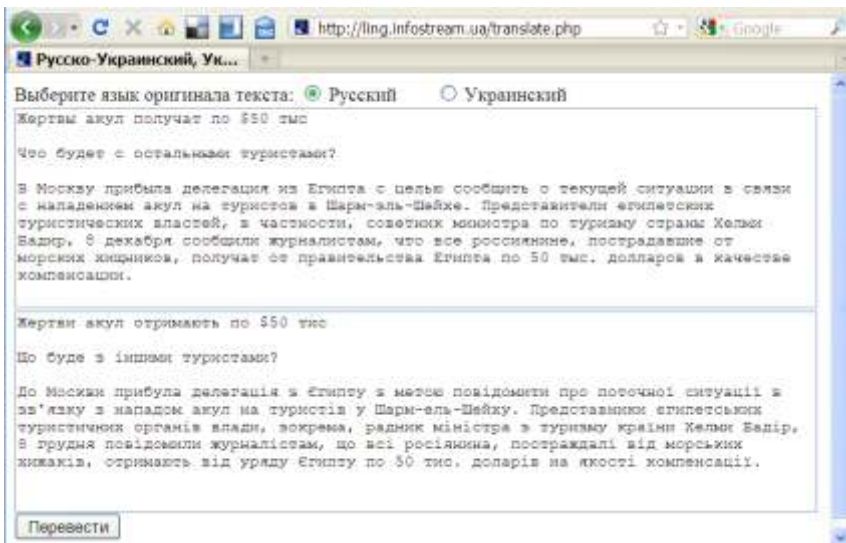 http://ling.infostream.ua/translate.php
Google
Русско-Украинский, Ук...
Выберите язык оригинала текста: Русский Украинский
Жертвы акул получат по $50 тыс
Что будет с остальными туристами?
В Москву прибыла делегация из Египта с целью сообщить о текущей ситуации в связи
с нападением акул на туристов в Шарм-эль-Шейхе. Представители египетских
туристических властей, в частности, советник министра по туризму страны Хелми
Бадир, 8 декабря сообщили журналистам, что все россиянине, пострадавшие от
морских хищников, получат от правительства Египта по 50 тыс. долларов в качестве
компенсации.
Жертви акул отримають по $50 тис
Що буде з іншими туристами?
До Москви прибула делегація з Єгипту з метою повідомити про поточної ситуації в
зв'язку з нападом акул на туристів у Шарм-ель-Шейху. Представники єгипетських
туристичних органів влади, зокрема, радник міністра з туризму країни Хелми Бадір,
8 грудня повідомили журналістам, що всі росіянина, постраждалі від морських
хижаків, отримають від уряду Єгипту по 50 тис. доларів на якості компенсації.
Перевести